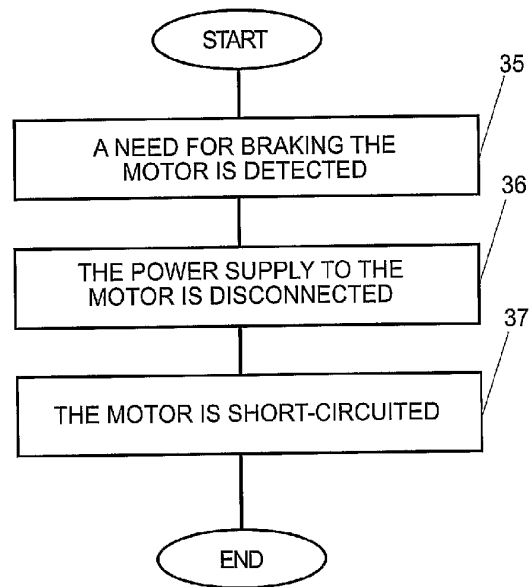 START
35
A NEED FOR BRAKING THE
MOTOR IS DETECTED
36
THE POWER SUPPLY TO THE
MOTOR IS DISCONNECTED
37
THE MOTOR IS SHORT-CIRCUITED
END